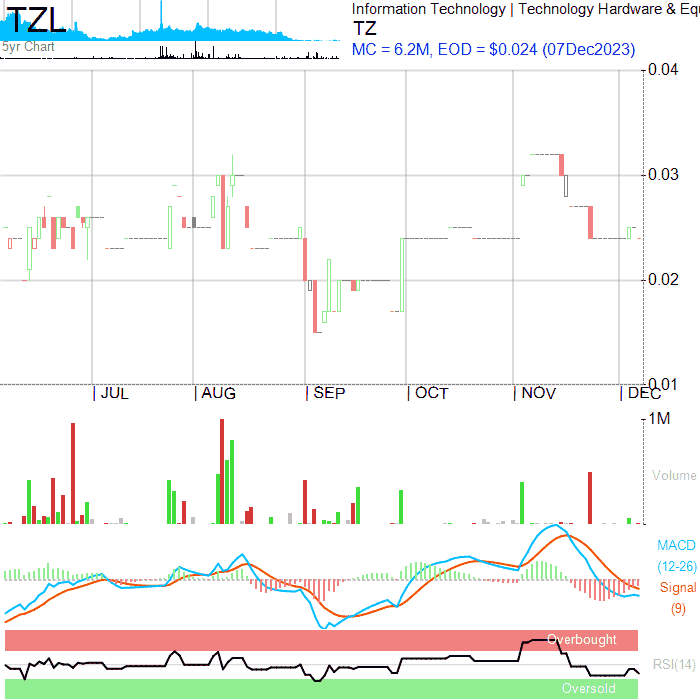 TZL
5yr Chart
Information Technology | Technology Hardware & Eq
TZ
MC = 6.2M, EOD = $0.024 (07Dec2023)
0.04
0.03
0.02
0.01
JUL
AUG
SEP
OCT
NOV
DEC
1M
Volume
MACD
(12-26)
Signal
(9)
Overbought
RSI(14)
Oversold